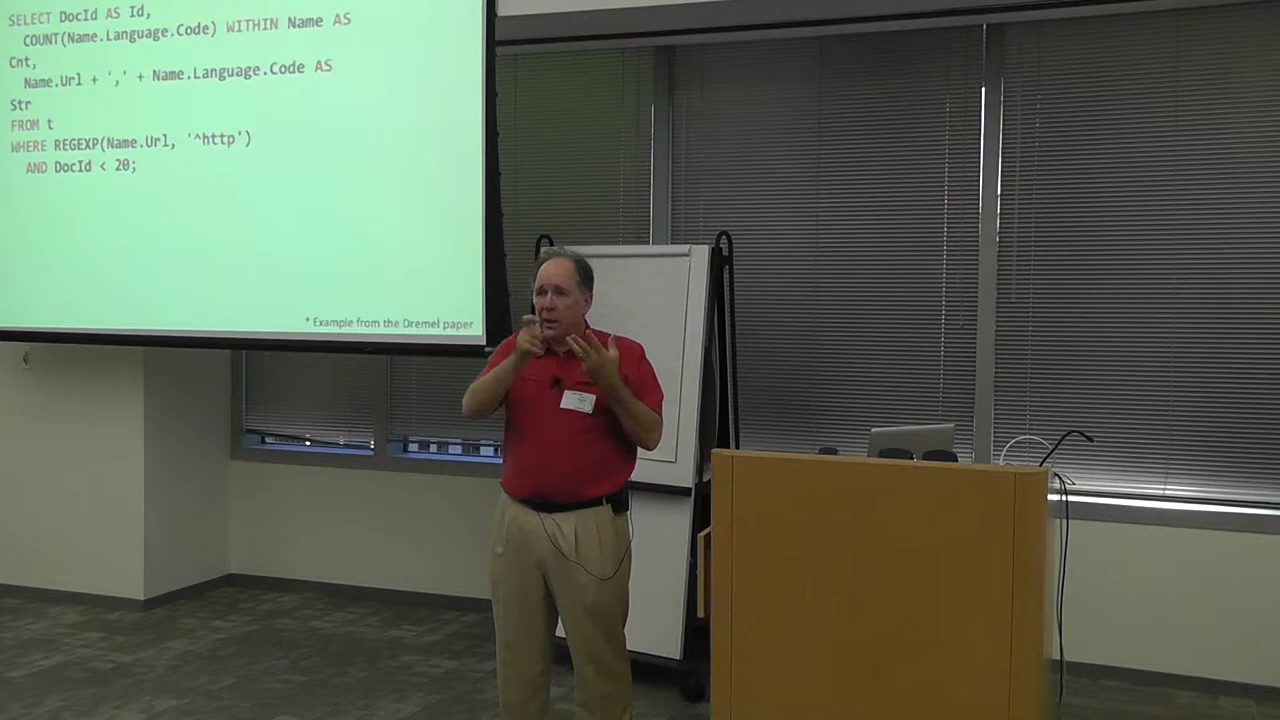 SELECT DocId AS Id,
COUNT(Name.Language.Code) WITHIN Name AS
Cnt,
Name.Url + ',' + Name.Language.Code AS
Str
FROM t
WHERE REGEXP(Name.Url, '^http')
AND DocId < 20;
* Example from the Dremel paper